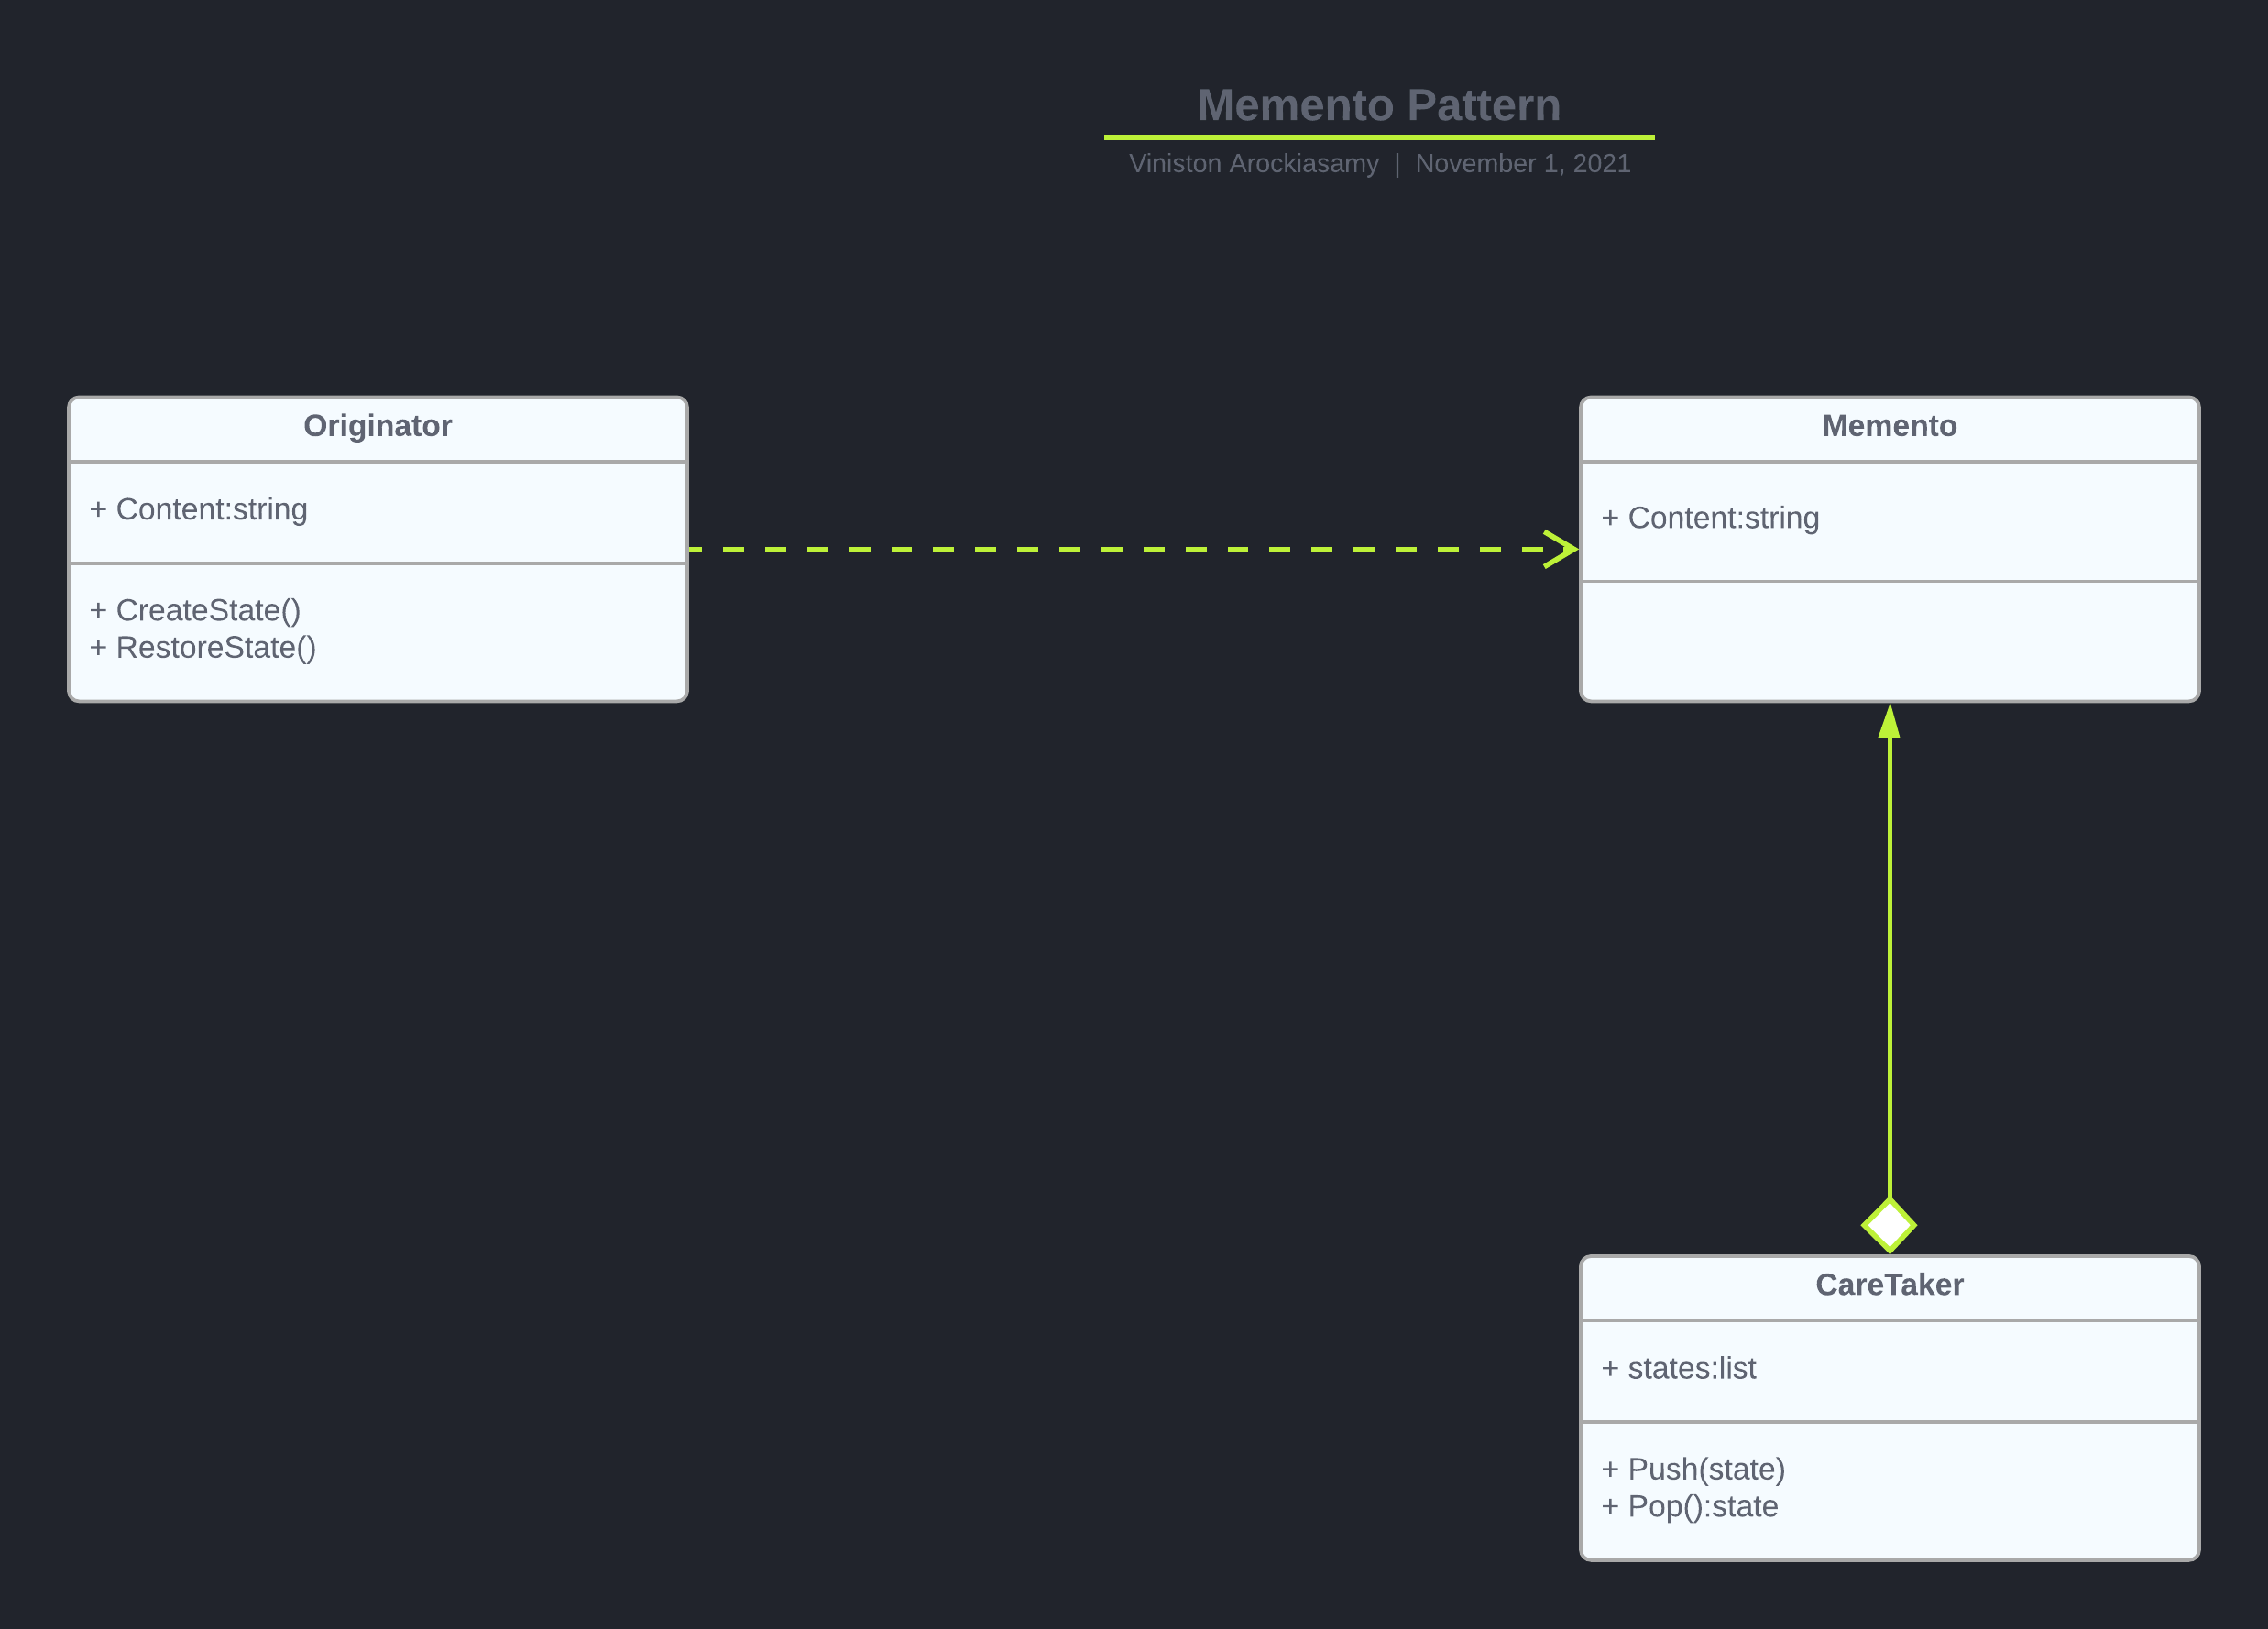 Memento Pattern
Viniston Arockiasamy | November 1, 2021
Originator
+ Content:string
+ CreateState()
+ RestoreState()
Memento
+ Content:string
CareTaker
+ states:list
+ Push(state)
+ Pop():state